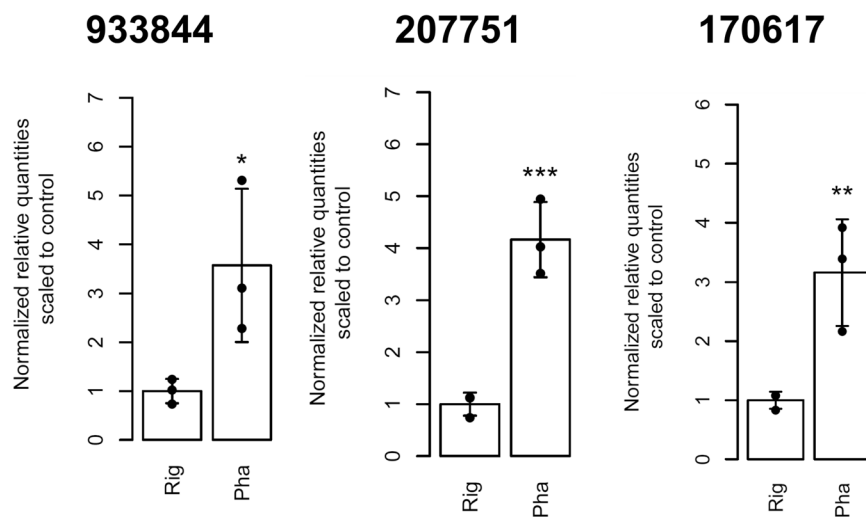 933844
207751
170617
Normalized relative quantities
scaled to control
7
6
5
4
3
2
1
0
*
Rig
Pha
Normalized relative quantities
scaled to control
7
6
5
4
3
2
1
0
***
Rig
Pha
Normalized relative quantities
scaled to control
6
5
4
3
2
1
0
**
Rig
Pha